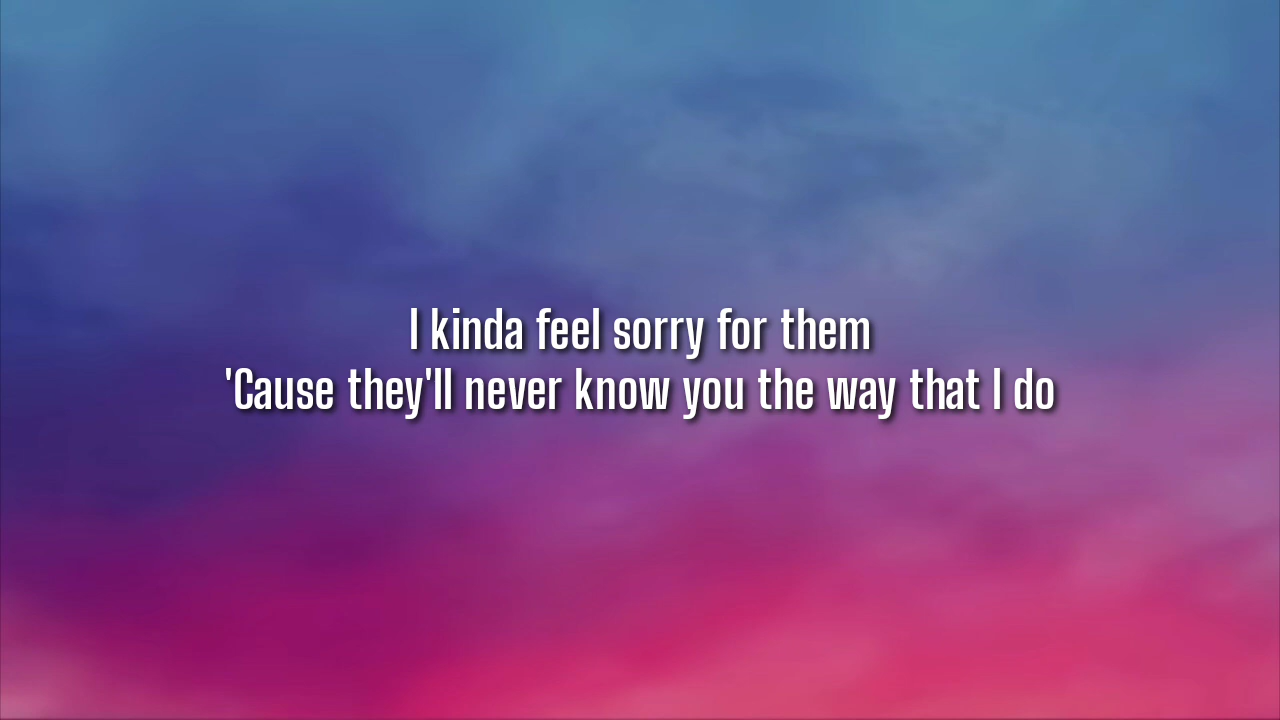 I kinda feel sorry for them
'Cause they'll never know you the way that I do